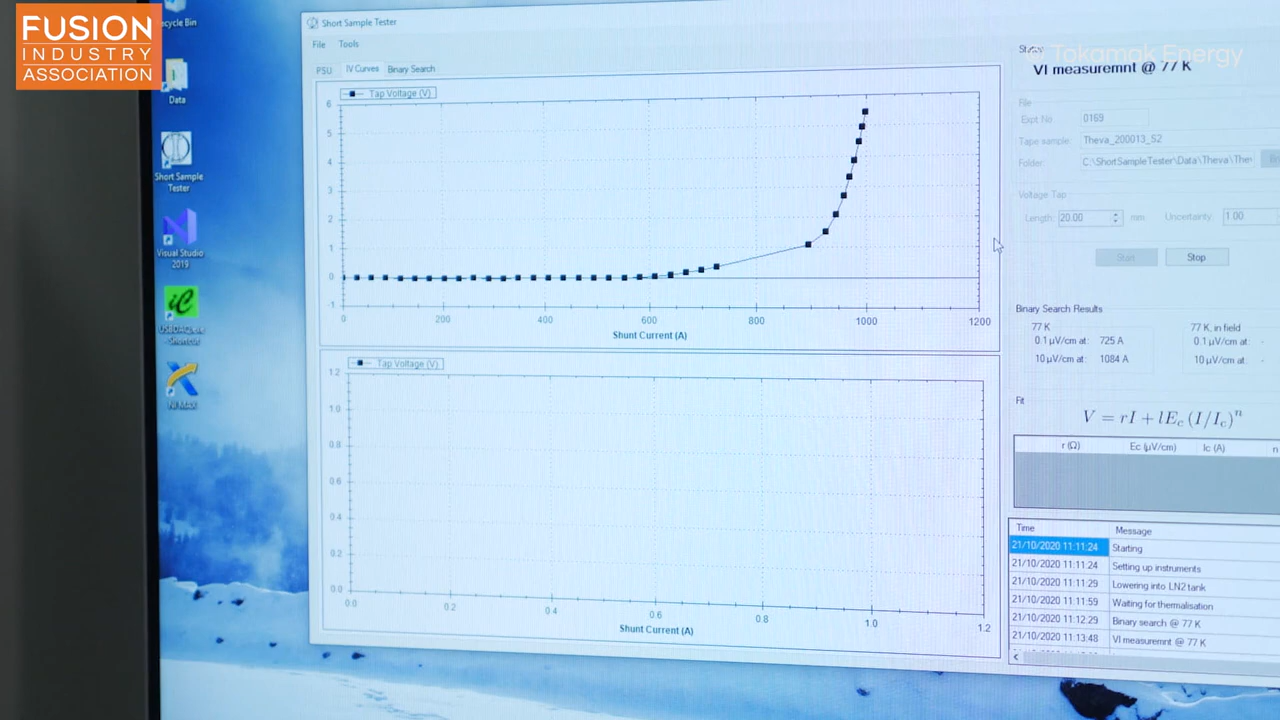 FUSION
INDUSTRY
ASSOCIATION
Tokamak Energy
Recycle Bin
Data
Short Sample
Tester
Visual Studio
2019
NI MAX
Short Sample Tester
File Tools
PSU IV Curves Binary Search
Tap Voltage (V)
6
5
4
3
2
1
0
-1
0 200 400 600 800 1000 1200
Shunt Current (A)
Tap Voltage (V)
1.2
1.0
0.8
0.6
0.4
0.2
0.0
0.0 0.2 0.4 0.6 0.8 1.0 1.2
Shunt Current (A)
Status
VI measuremnt @ 77 K
File
Expt No. 0169
Tape sample: Theva_200013_S2
Folder: C:\ShortSampleTester\Data\Theva\Thev
Voltage Tap
Length: 20.00 mm Uncertainty: 1.00
Start Stop
Binary Search Results
77 K 77 K, in field
0.1 µV/cm at: 725 A 0.1 µV/cm at: -
10 µV/cm at: 1084 A 10 µV/cm at: -
Fit
V = rI + lEc (I/Ic)^n
r (Ω) Ec (µV/cm) Ic (A) n
Time Message
21/10/2020 11:11:24 Starting
21/10/2020 11:11:24 Setting up instruments
21/10/2020 11:11:29 Lowering into LN2 tank
21/10/2020 11:11:59 Waiting for thermalisation
21/10/2020 11:12:29 Binary search @ 77 K
21/10/2020 11:13:48 VI measuremnt @ 77 K